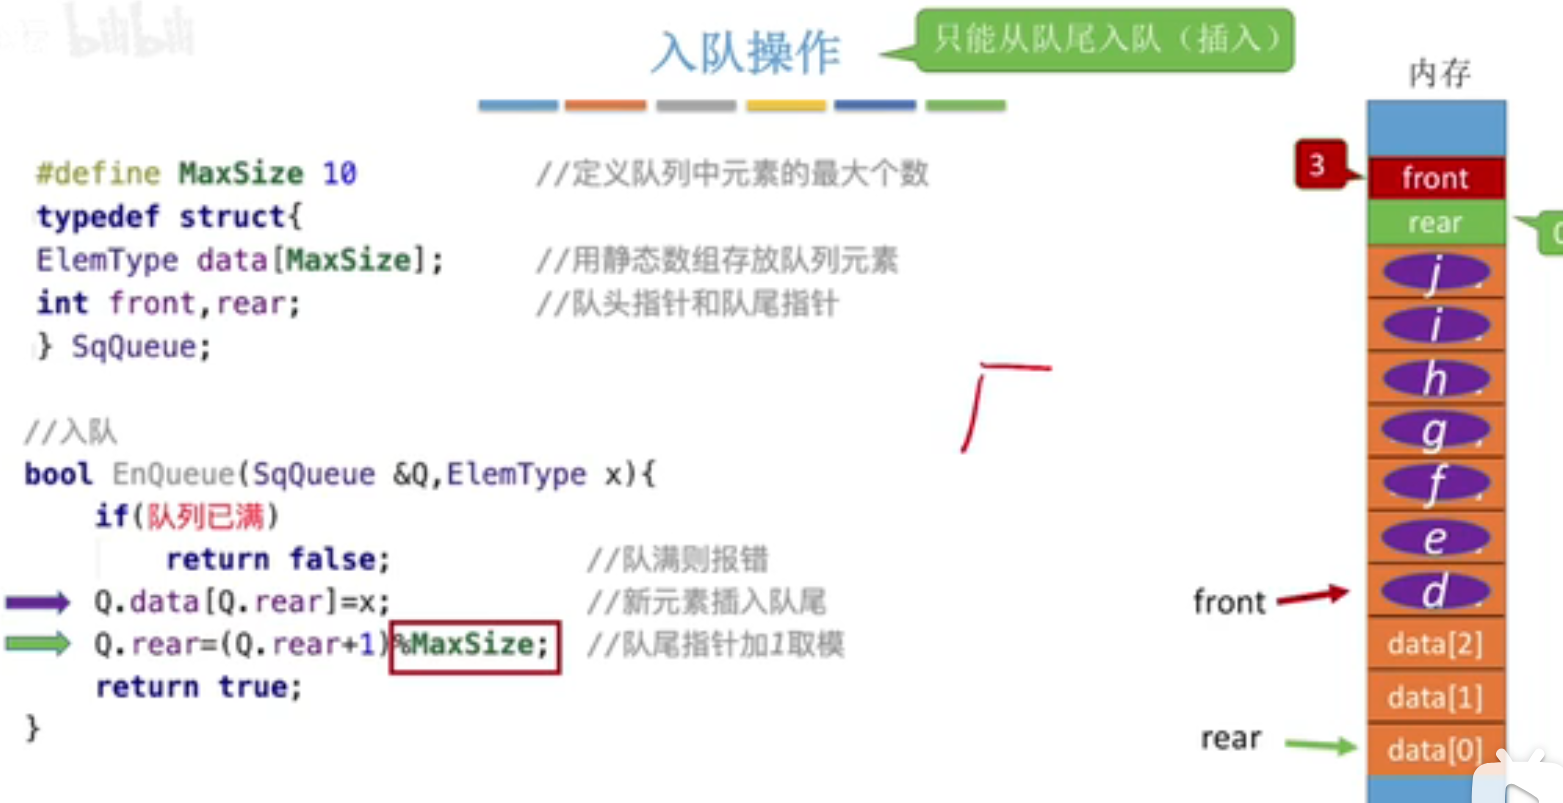 bilibili
入队操作
只能从队尾入队（插入）
#define MaxSize 10 //定义队列中元素的最大个数
typedef struct{
ElemType data[MaxSize]; //用静态数组存放队列元素
int front,rear; //队头指针和队尾指针
} SqQueue;
//入队
bool EnQueue(SqQueue &Q,ElemType x){
if(队列已满)
return false; //队满则报错
Q.data[Q.rear]=x; //新元素插入队尾
Q.rear=(Q.rear+1)%MaxSize; //队尾指针加1取模
return true;
}
内存
3
front
rear
j
i
h
g
f
e
front
d
data[2]
data[1]
rear
data[0]